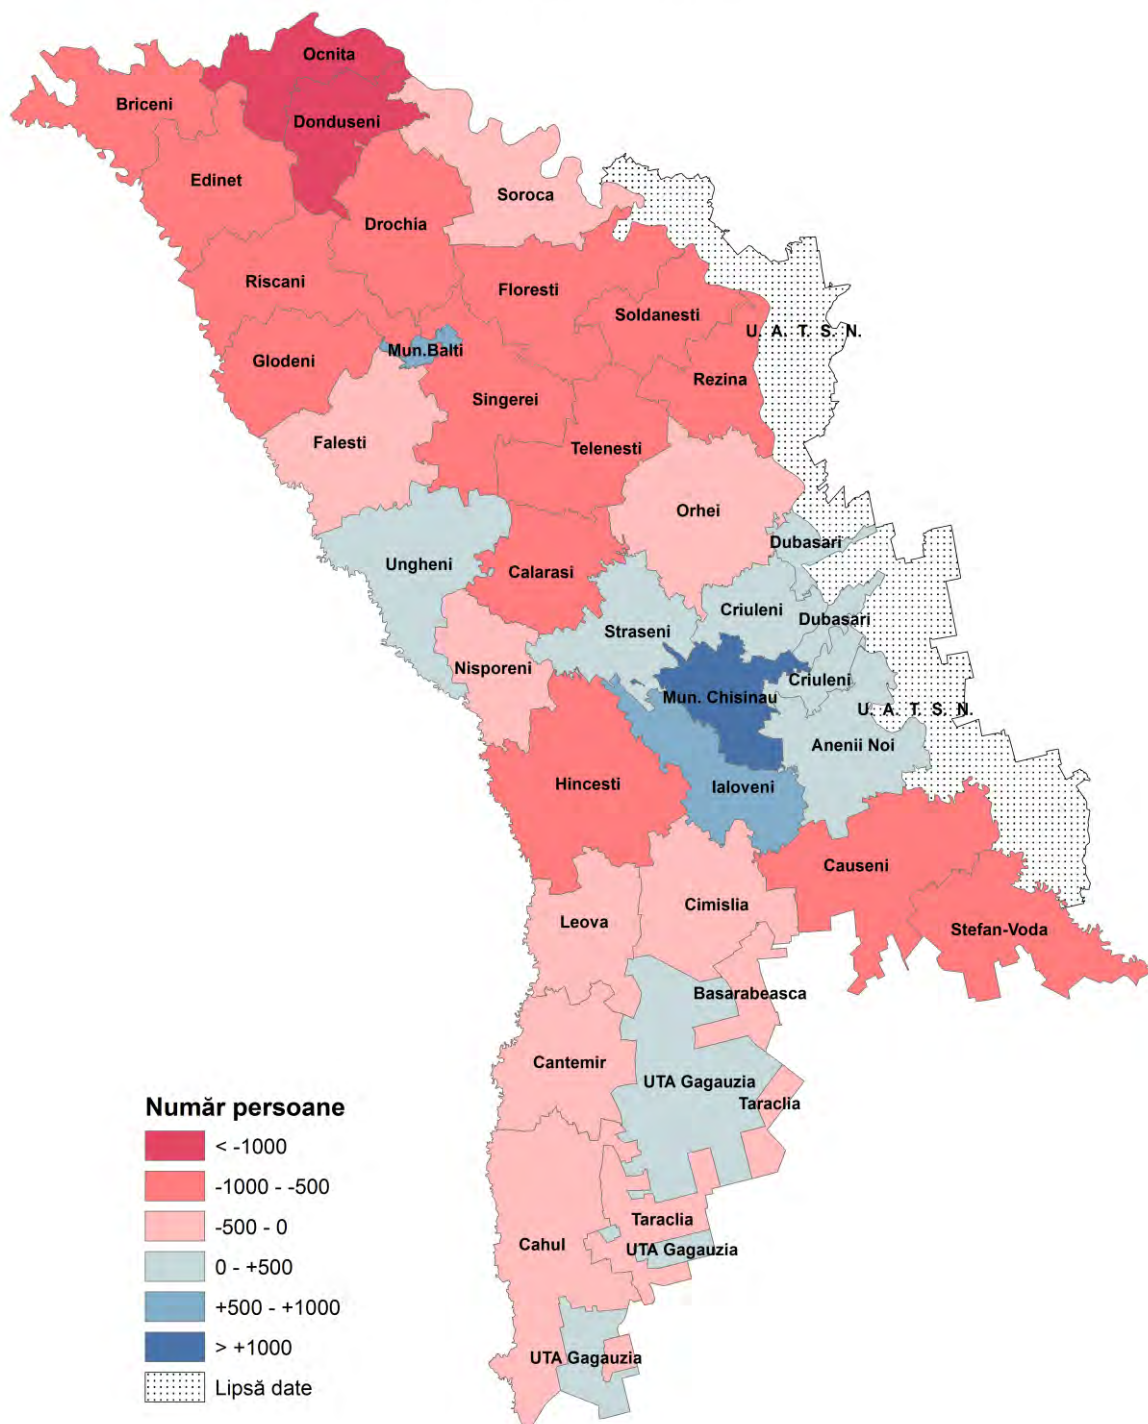 Ocnita
Briceni
Donduseni
Edinet
Soroca
Drochia
Riscani
Floresti
Soldanesti
U. A. T. S. N.
Mun.Balti
Glodeni
Rezina
Singerei
Falesti
Telenesti
Orhei
Dubasari
Ungheni
Calarasi
Criuleni
Dubasari
Straseni
Nisporeni
Criuleni
Mun. Chisinau
U. A. T. S. N.
Anenii Noi
Hincesti
Ialoveni
Causeni
Cimislia
Leova
Stefan-Voda
Basarabeasca
Cantemir
UTA Gagauzia
Taraclia
Taraclia
Cahul
UTA Gagauzia
UTA Gagauzia
Număr persoane
< -1000
-1000 - -500
-500 - 0
0 - +500
+500 - +1000
> +1000
Lipsă date